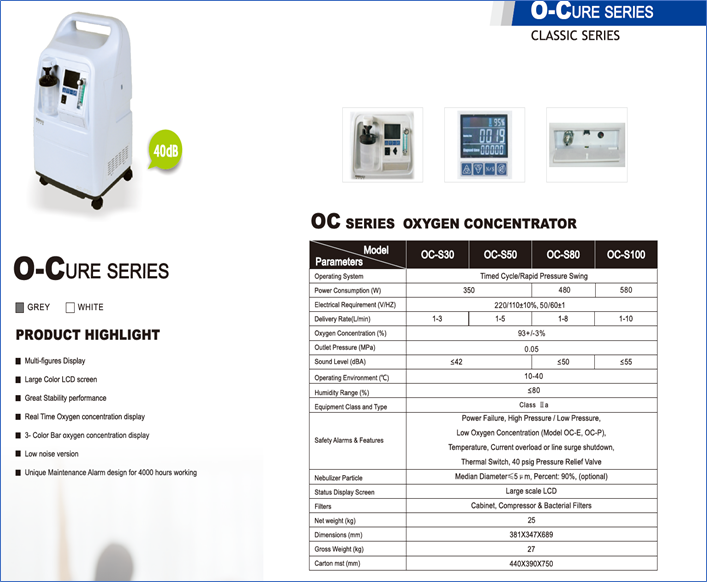 O-CURE SERIES
CLASSIC SERIES
40dB
O-CURE SERIES
GREY WHITE
PRODUCT HIGHLIGHT
Multi-figures Display
Large Color LCD screen
Great Stability performance
Real Time Oxygen concentration display
3- Color Bar oxygen concentration display
Low noise version
Unique Maintenance Alarm design for 4000 hours working
95%
0019
00000
OC SERIES OXYGEN CONCENTRATOR
Model
Parameters
OC-S30 OC-S50 OC-S80 OC-S100
Operating System Timed Cycle/Rapid Pressure Swing
Power Consumption (W) 350 480 580
Electrical Requirement (V/HZ) 220/110±10%, 50/60±1
Delivery Rate(L/min) 1-3 1-5 1-8 1-10
Oxygen Concentration (%) 93+/-3%
Outlet Pressure (MPa) 0.05
Sound Level (dBA) ≤42 ≤50 ≤55
Operating Environment (℃) 10-40
Humidity Range (%) ≤80
Equipment Class and Type Class Ⅱa
Safety Alarms & Features
Power Failure, High Pressure / Low Pressure,
Low Oxygen Concentration (Model OC-E, OC-P),
Temperature, Current overload or line surge shutdown,
Thermal Switch, 40 psig Pressure Relief Valve
Nebulizer Particle Median Diameter≤5μm, Percent: 90%, (optional)
Status Display Screen Large scale LCD
Filters Cabinet, Compressor & Bacterial Filters
Net weight (kg) 25
Dimensions (mm) 381X347X689
Gross Weight (kg) 27
Carton mst (mm) 440X390X750